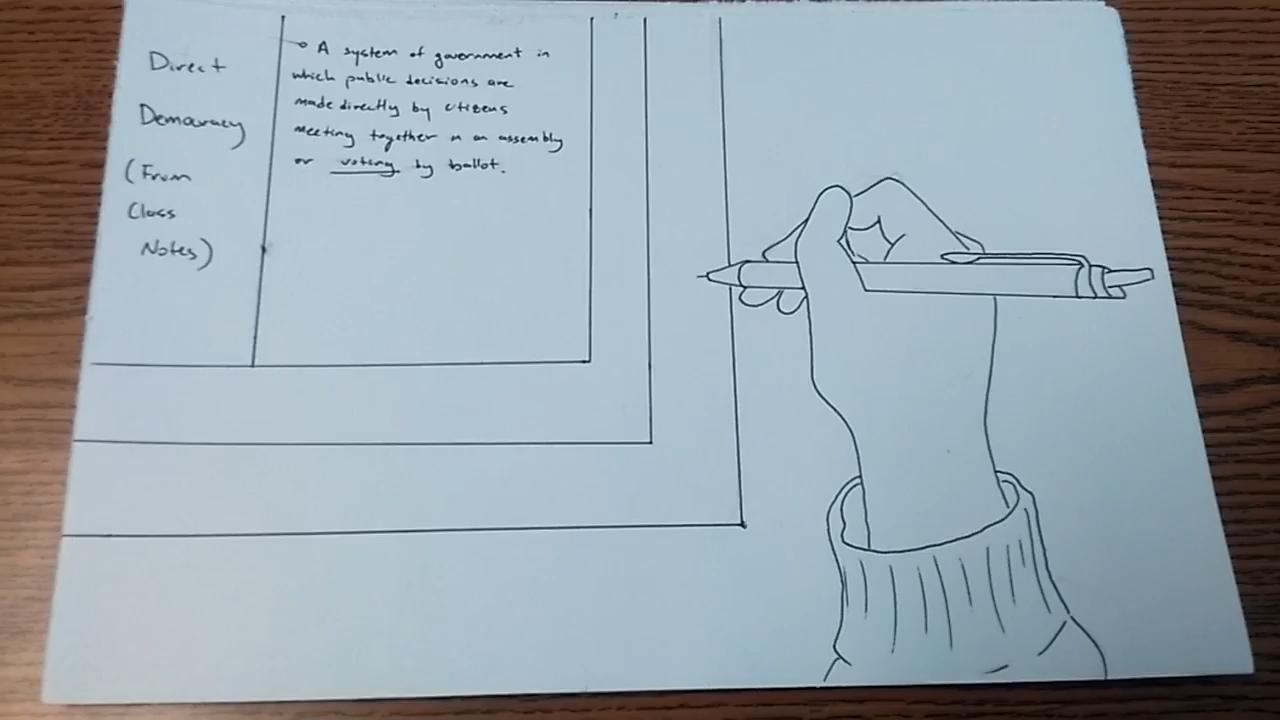 Direct
Democracy
(From
Class
Notes)
A system of government in
which public decisions are
made directly by citizens
meeting together in an assembly
or voting by ballot.